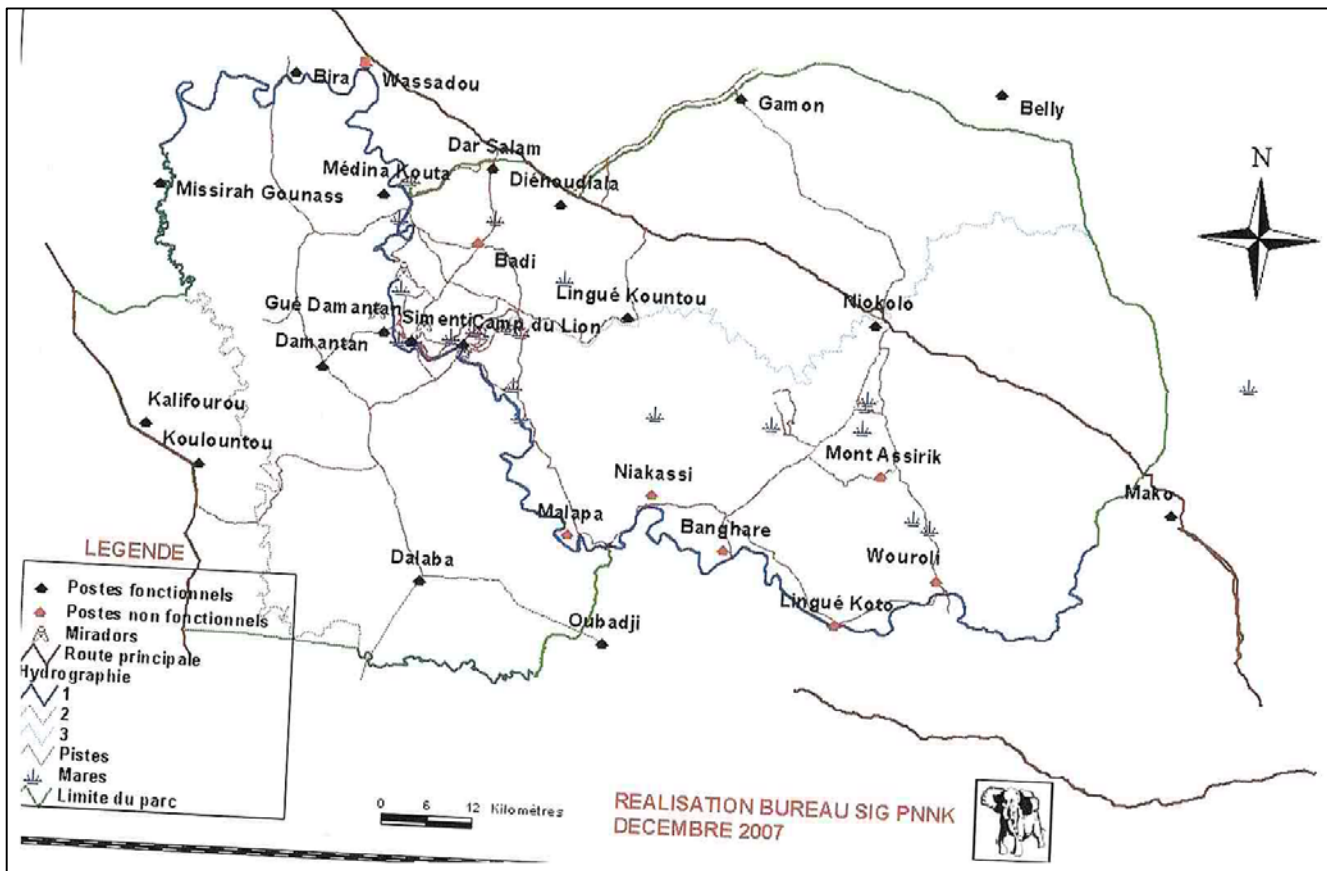 Bira
Wassadou
Gamon
Belly
Dar Salam
Médina Kouta
Diénoudiala
Missirah Gounass
N
Badi
Lingué Kountou
Niokolo
Gué Damantan
Simenti
Camp du Lion
Damantan
Kalifourou
Koulountou
Mont Assirik
Niakassi
Mako
Malapa
Banghare
Wouroli
Dalaba
Lingué Koto
Oubadji
LEGENDE
Postes fonctionnels
Postes non fonctionnels
Miradors
Route principale
Hydrographie
1
2
3
Pistes
Mares
Limite du parc
0 6 12 Kilomètres
REALISATION BUREAU SIG PNNK
DECEMBRE 2007